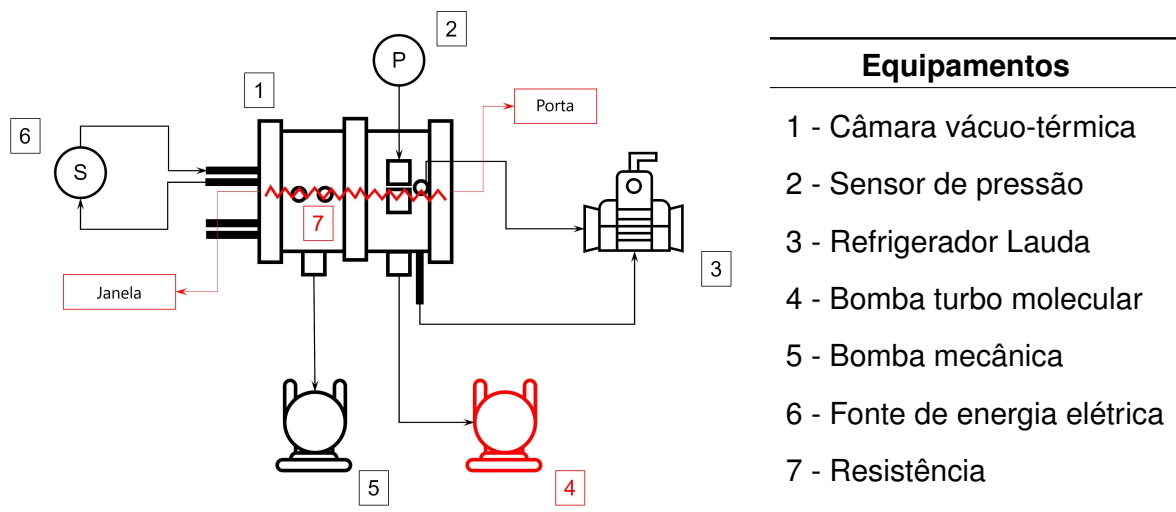 2
P
1
Porta
6
S
7
3
Janela
5
4
Equipamentos
1 - Câmara vácuo-térmica
2 - Sensor de pressão
3 - Refrigerador Lauda
4 - Bomba turbo molecular
5 - Bomba mecânica
6 - Fonte de energia elétrica
7 - Resistência